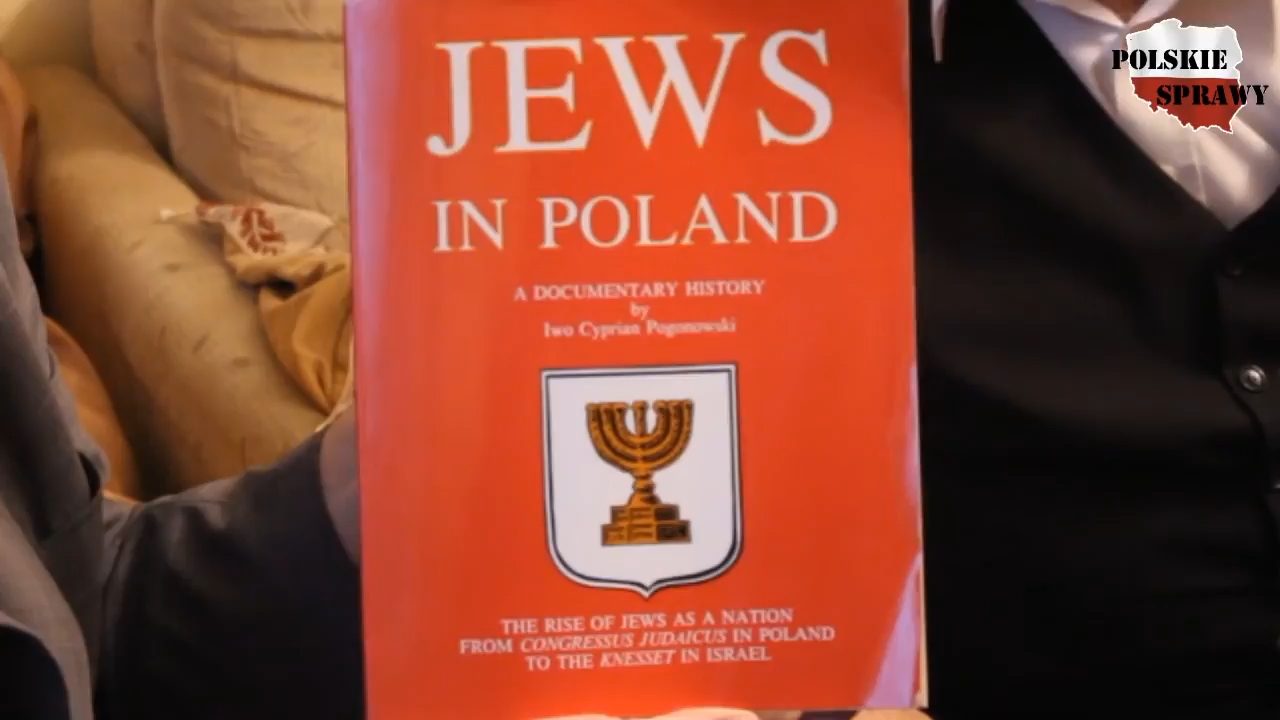 JEWS
IN POLAND
A DOCUMENTARY HISTORY
by
Iwo Cyprian Pogonowski
THE RISE OF JEWS AS A NATION
FROM CONGRESSUS JUDAICUS IN POLAND
TO THE KNESSET IN ISRAEL
POLSKIE
SPRAWY